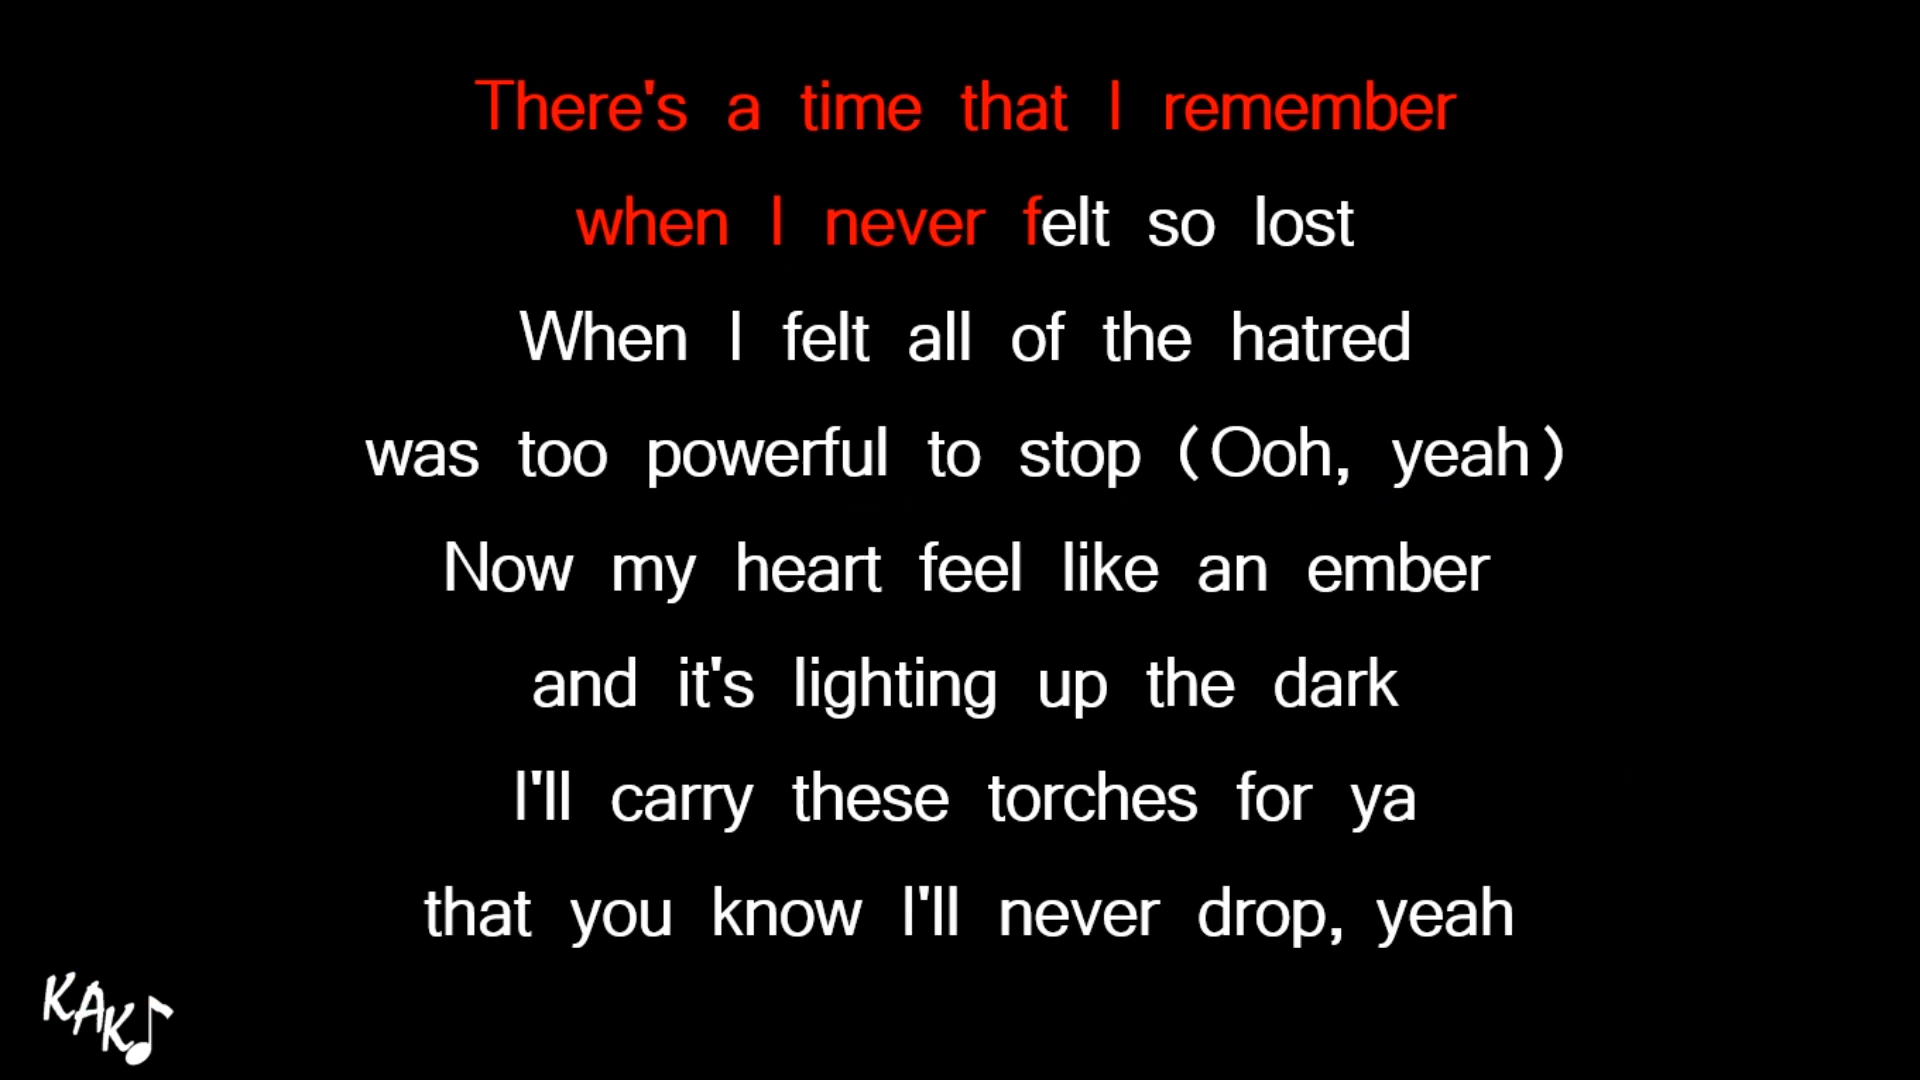 There's a time that I remember
when I never felt so lost
When I felt all of the hatred
was too powerful to stop (Ooh, yeah)
Now my heart feel like an ember
and it's lighting up the dark
I'll carry these torches for ya
that you know I'll never drop, yeah
KAK